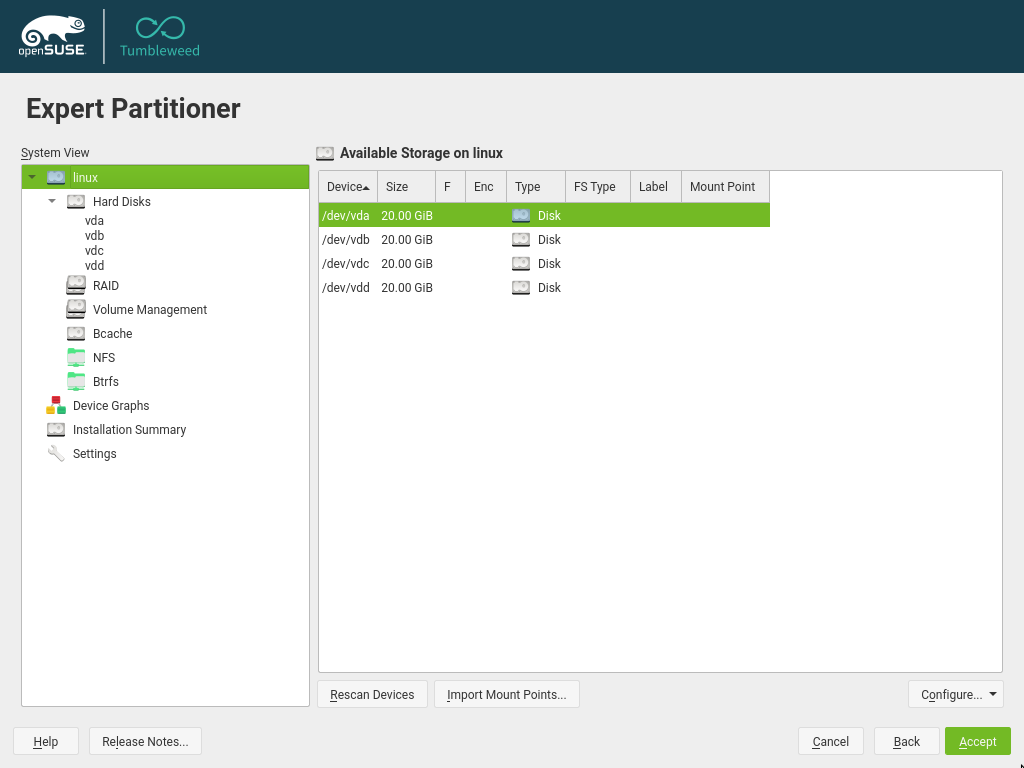 openSUSE
Tumbleweed
Expert Partitioner
System View
linux
Hard Disks
vda
vdb
vdc
vdd
RAID
Volume Management
Bcache
NFS
Btrfs
Device Graphs
Installation Summary
Settings
Available Storage on linux
Device Size F Enc Type FS Type Label Mount Point
/dev/vda 20.00 GiB Disk
/dev/vdb 20.00 GiB Disk
/dev/vdc 20.00 GiB Disk
/dev/vdd 20.00 GiB Disk
Rescan Devices Import Mount Points... Configure...
Help Release Notes... Cancel Back Accept